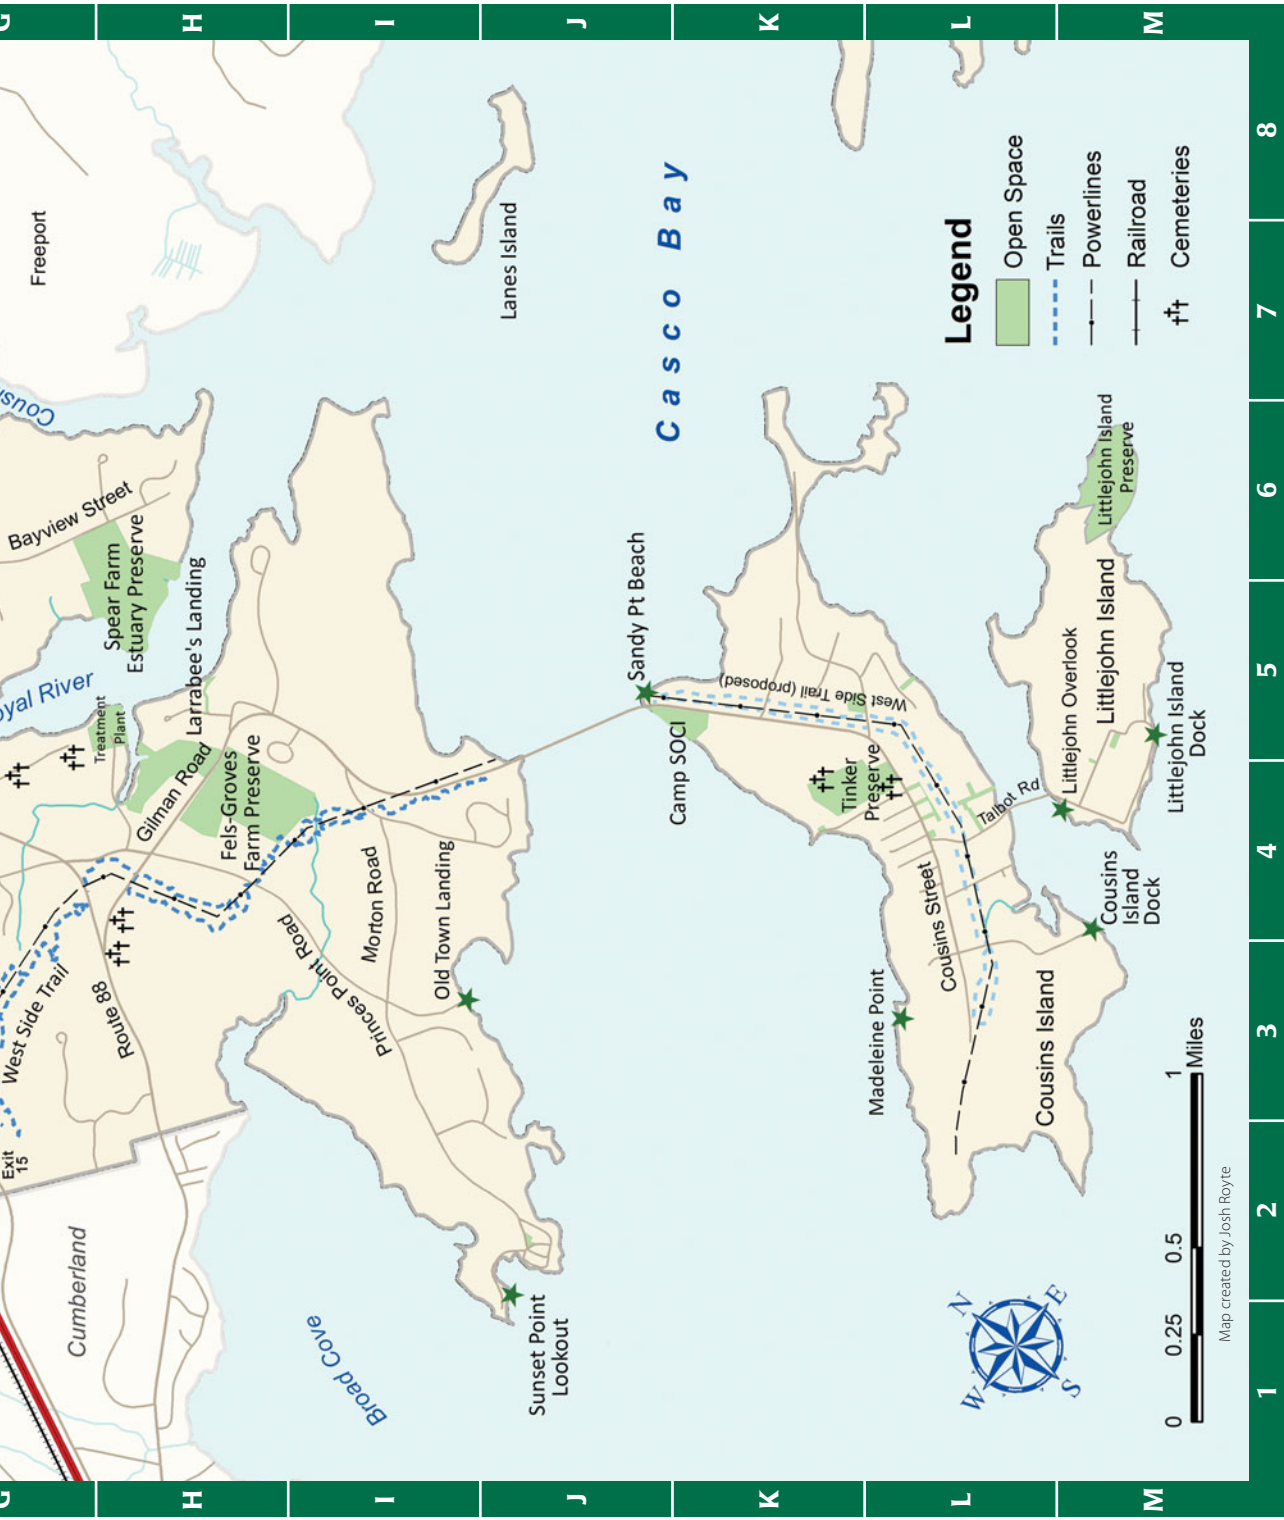 G
H
I
J
K
L
M
8
7
6
5
4
3
2
1
Freeport
Lanes Island
Casco Bay
Legend
Open Space
Trails
Powerlines
Railroad
Cemeteries
Bayview Street
Spear Farm
Estuary Preserve
Larrabee's Landing
Treatment
Plant
Gilman Road
Fels-Groves
Farm Preserve
West Side Trail
Route 88
Princes Point Road
Morton Road
Old Town Landing
Exit
15
Cumberland
Broad Cove
Sunset Point
Lookout
Sandy Pt Beach
Camp SOCI
West Side Trail (proposed)
Tinker
Preserve
Talbot Rd
Cousins Street
Madeleine Point
Cousins Island
Cousins
Island
Dock
Littlejohn Island
Preserve
Littlejohn Island
Littlejohn Overlook
Littlejohn Island
Dock
N
E
S
W
0
0.25
0.5
1 Miles
Map created by Josh Royte
G
H
I
J
K
L
M